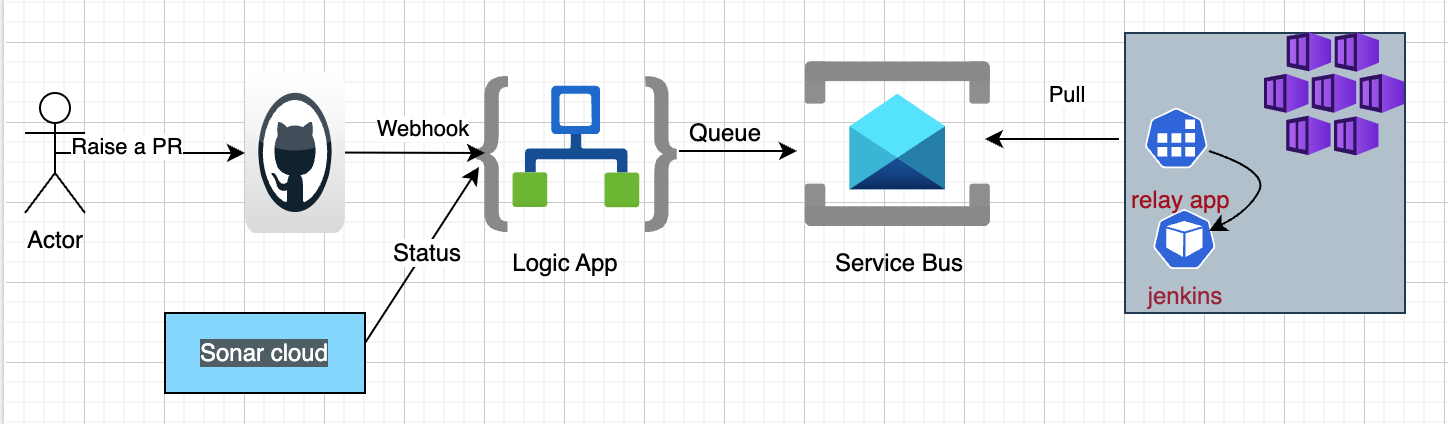 Raise a PR
Actor
Webhook
Status
Sonar cloud
Logic App
Queue
Service Bus
Pull
relay app
jenkins